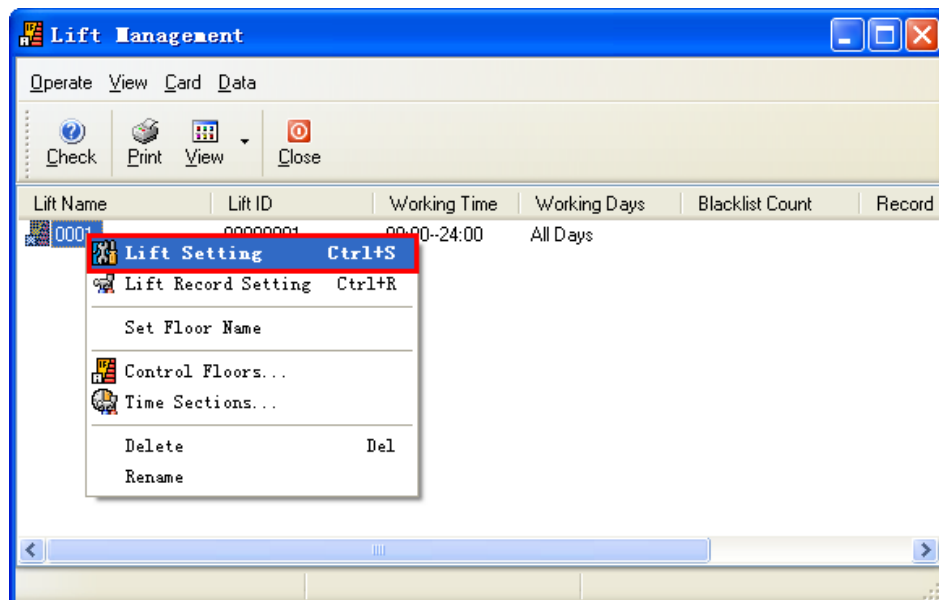 Lift Management
Operate View Card Data
Check Print View Close
Lift Name Lift ID Working Time Working Days Blacklist Count Record
0001 00000001 00:00--24:00 All Days
Lift Setting Ctrl+S
Lift Record Setting Ctrl+R
Set Floor Name
Control Floors...
Time Sections...
Delete Del
Rename